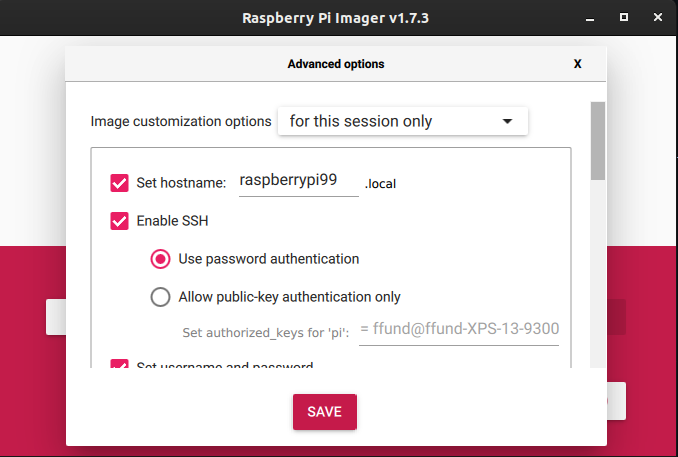 Raspberry Pi Imager v1.7.3
Advanced options X
Image customization options for this session only
Set hostname: raspberrypi99 .local
Enable SSH
Use password authentication
Allow public-key authentication only
Set authorized_keys for 'pi': = ffund@ffund-XPS-13-9300
Set username and password
SAVE